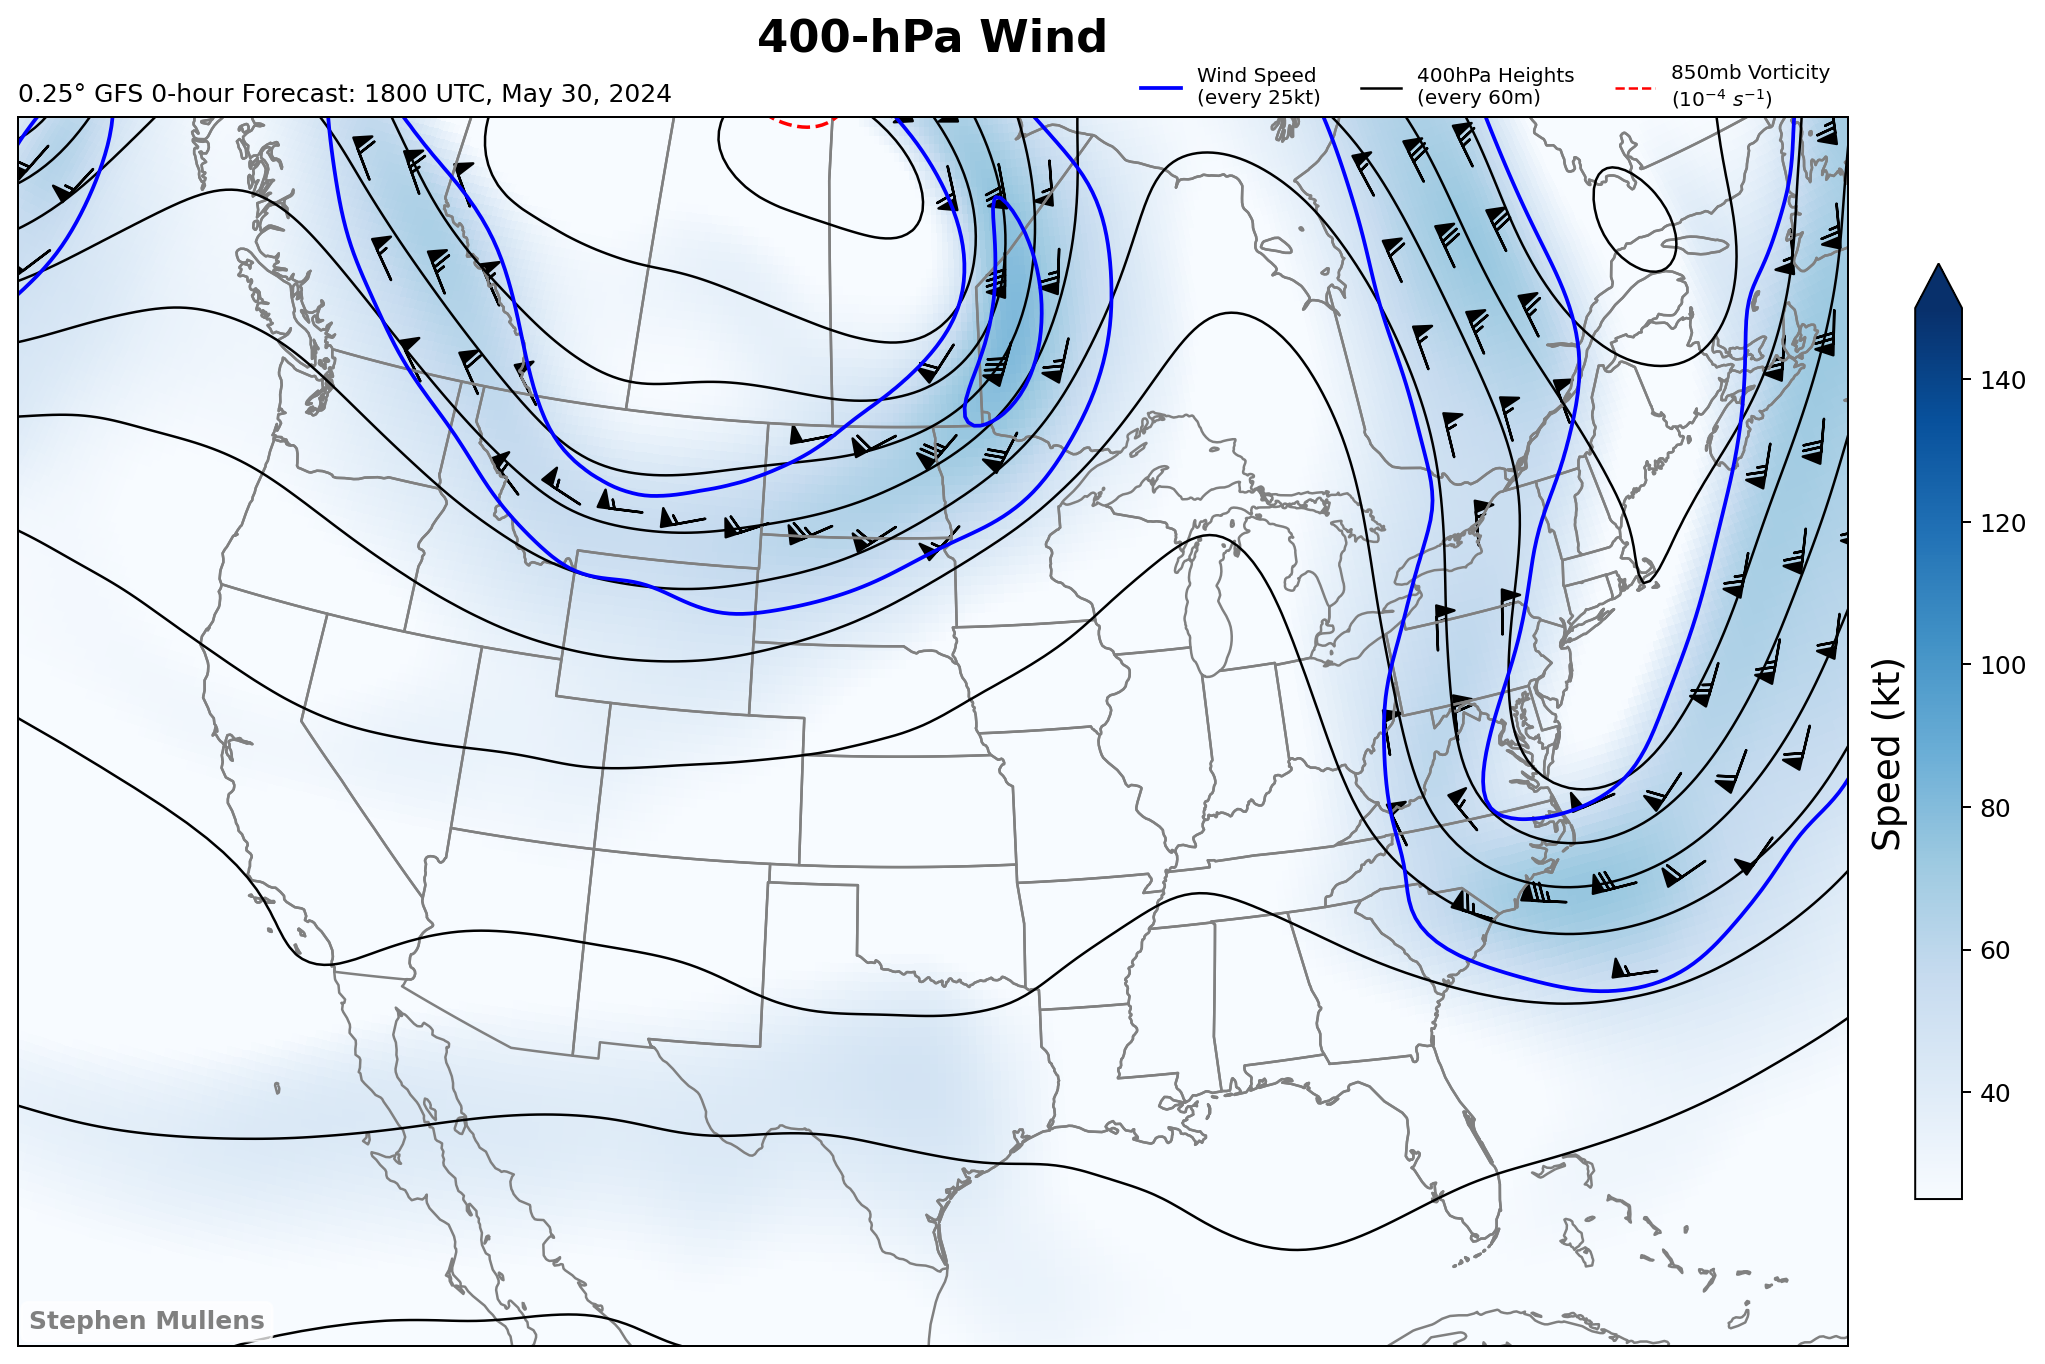 400-hPa Wind
0.25° GFS 0-hour Forecast: 1800 UTC, May 30, 2024
Wind Speed
(every 25kt)
400hPa Heights
(every 60m)
850mb Vorticity
(10⁻⁴ s⁻¹)
140
120
100
80
60
40
Speed (kt)
Stephen Mullens